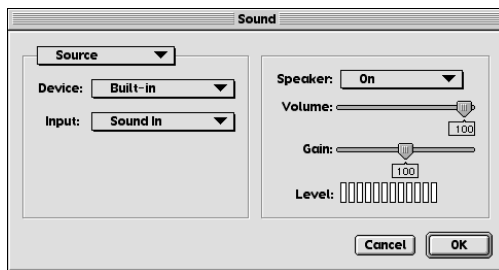 Sound
Source
Device: Built-in
Input: Sound In
Speaker: On
Volume:
100
Gain:
100
Level:
Cancel OK